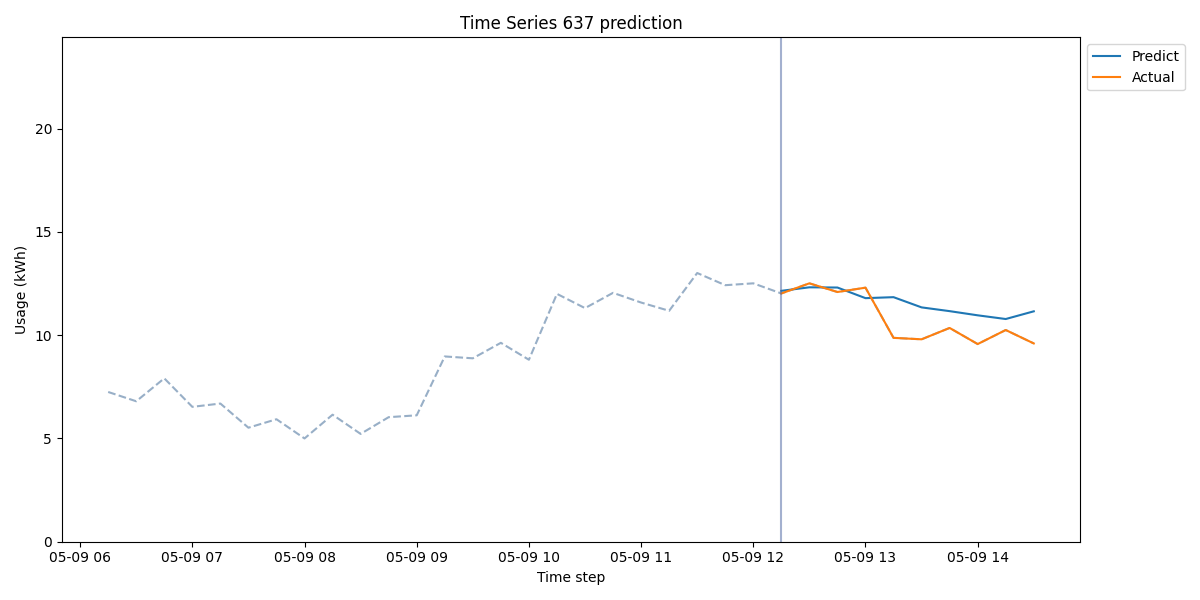 Time Series 637 prediction
Predict
Actual
Usage (kWh)
20
15
10
5
0
05-09 06
05-09 07
05-09 08
05-09 09
05-09 10
05-09 11
05-09 12
05-09 13
05-09 14
Time step